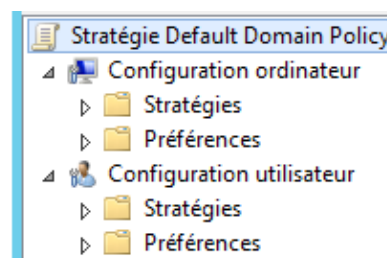 Stratégie Default Domain Policy
Configuration ordinateur
Stratégies
Préférences
Configuration utilisateur
Stratégies
Préférences